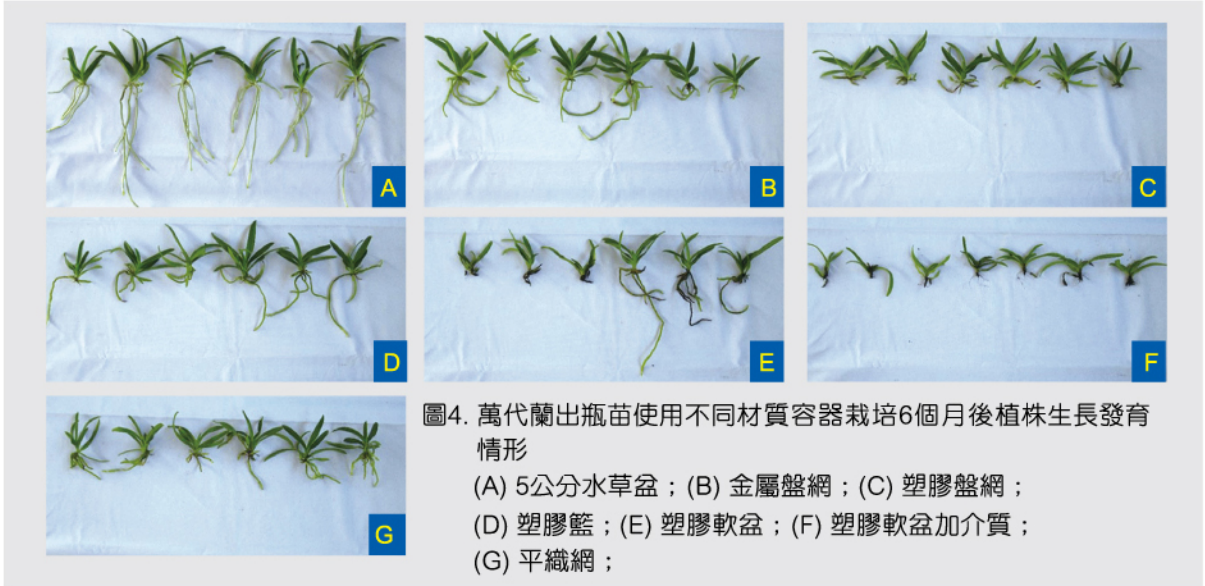 A
B
C
D
E
F
G
圖4. 萬代蘭出瓶苗使用不同材質容器栽培6個月後植株生長發育
情形
(A) 5公分水草盆；(B) 金屬盤網；(C) 塑膠盤網；
(D) 塑膠籃；(E) 塑膠軟盆；(F) 塑膠軟盆加介質；
(G) 平織網；